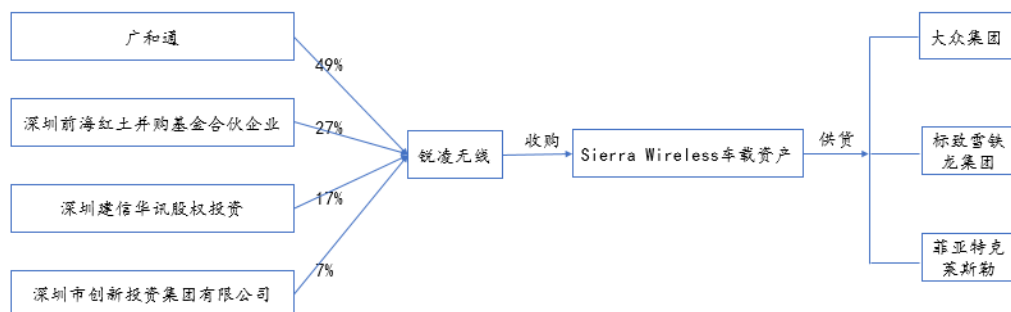 广和通
49%
深圳前海红土并购基金合伙企业
27%
深圳建信华讯股权投资
17%
深圳市创新投资集团有限公司
7%
锐凌无线
收购
Sierra Wireless车载资产
供货
大众集团
标致雪铁
龙集团
菲亚特克
莱斯勒